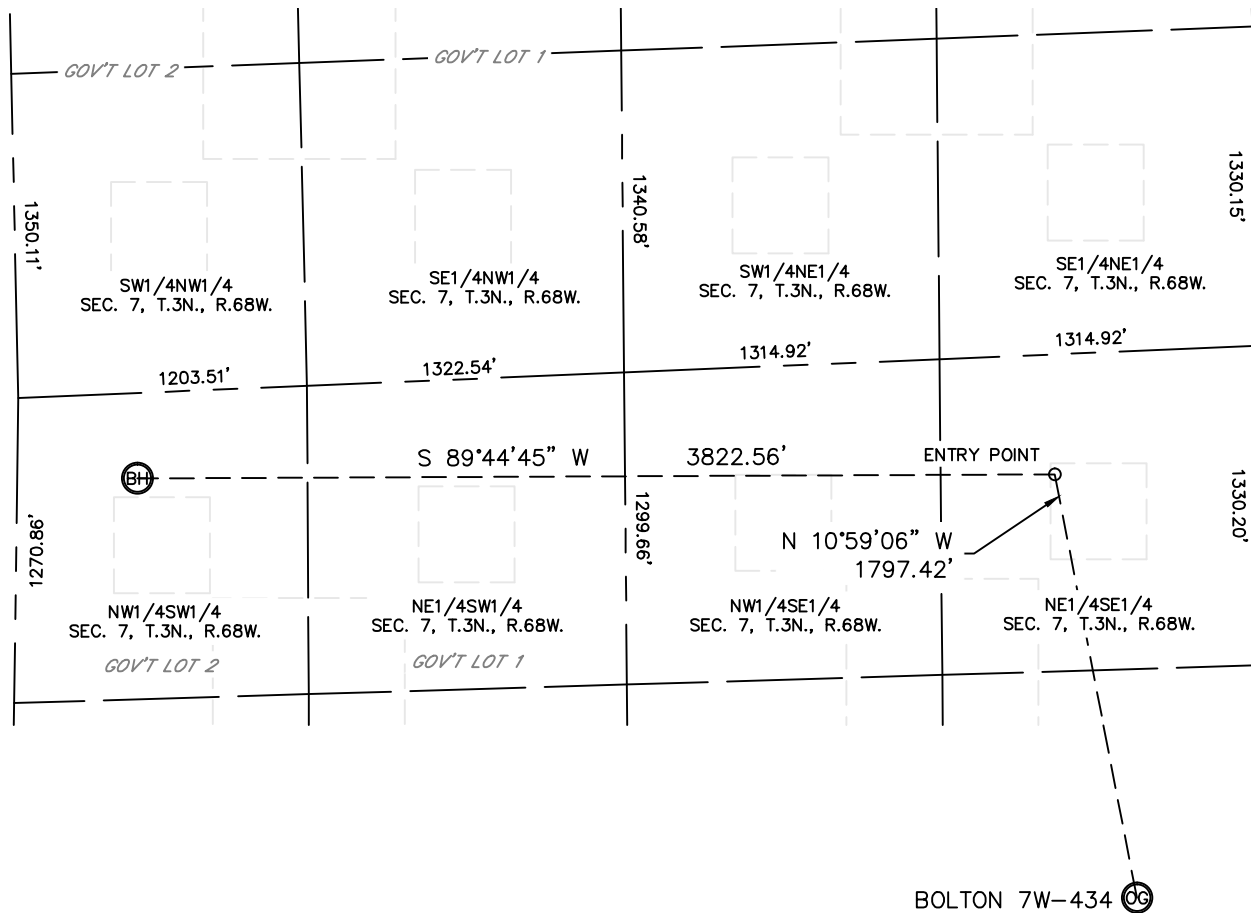 GOV'T LOT 2
GOV'T LOT 1
1350.11'
1340.58'
1330.15'
SW1/4NW1/4
SEC. 7, T.3N., R.68W.
SE1/4NW1/4
SEC. 7, T.3N., R.68W.
SW1/4NE1/4
SEC. 7, T.3N., R.68W.
SE1/4NE1/4
SEC. 7, T.3N., R.68W.
1203.51'
1322.54'
1314.92'
1314.92'
BH
S 89°44'45" W
3822.56'
ENTRY POINT
1270.86'
1299.66'
1330.20'
N 10°59'06" W
1797.42'
NW1/4SW1/4
SEC. 7, T.3N., R.68W.
GOV'T LOT 2
NE1/4SW1/4
SEC. 7, T.3N., R.68W.
GOV'T LOT 1
NW1/4SE1/4
SEC. 7, T.3N., R.68W.
NE1/4SE1/4
SEC. 7, T.3N., R.68W.
BOLTON 7W-434 OG